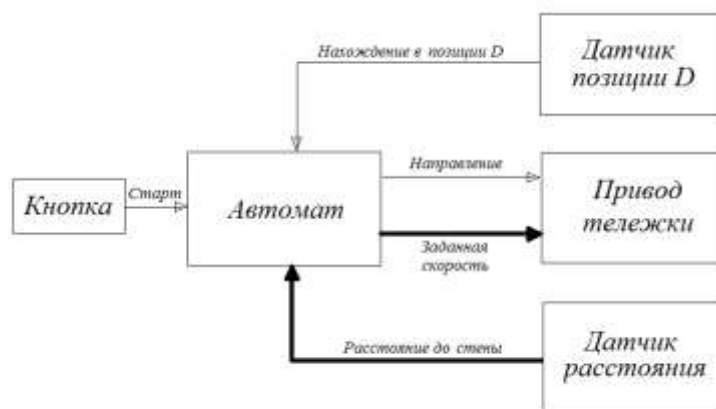 Нахождение в позиции D
Датчик
позиции D
Кнопка
Старт
Автомат
Направление
Заданная
скорость
Привод
тележки
Расстояние до стены
Датчик
расстояния